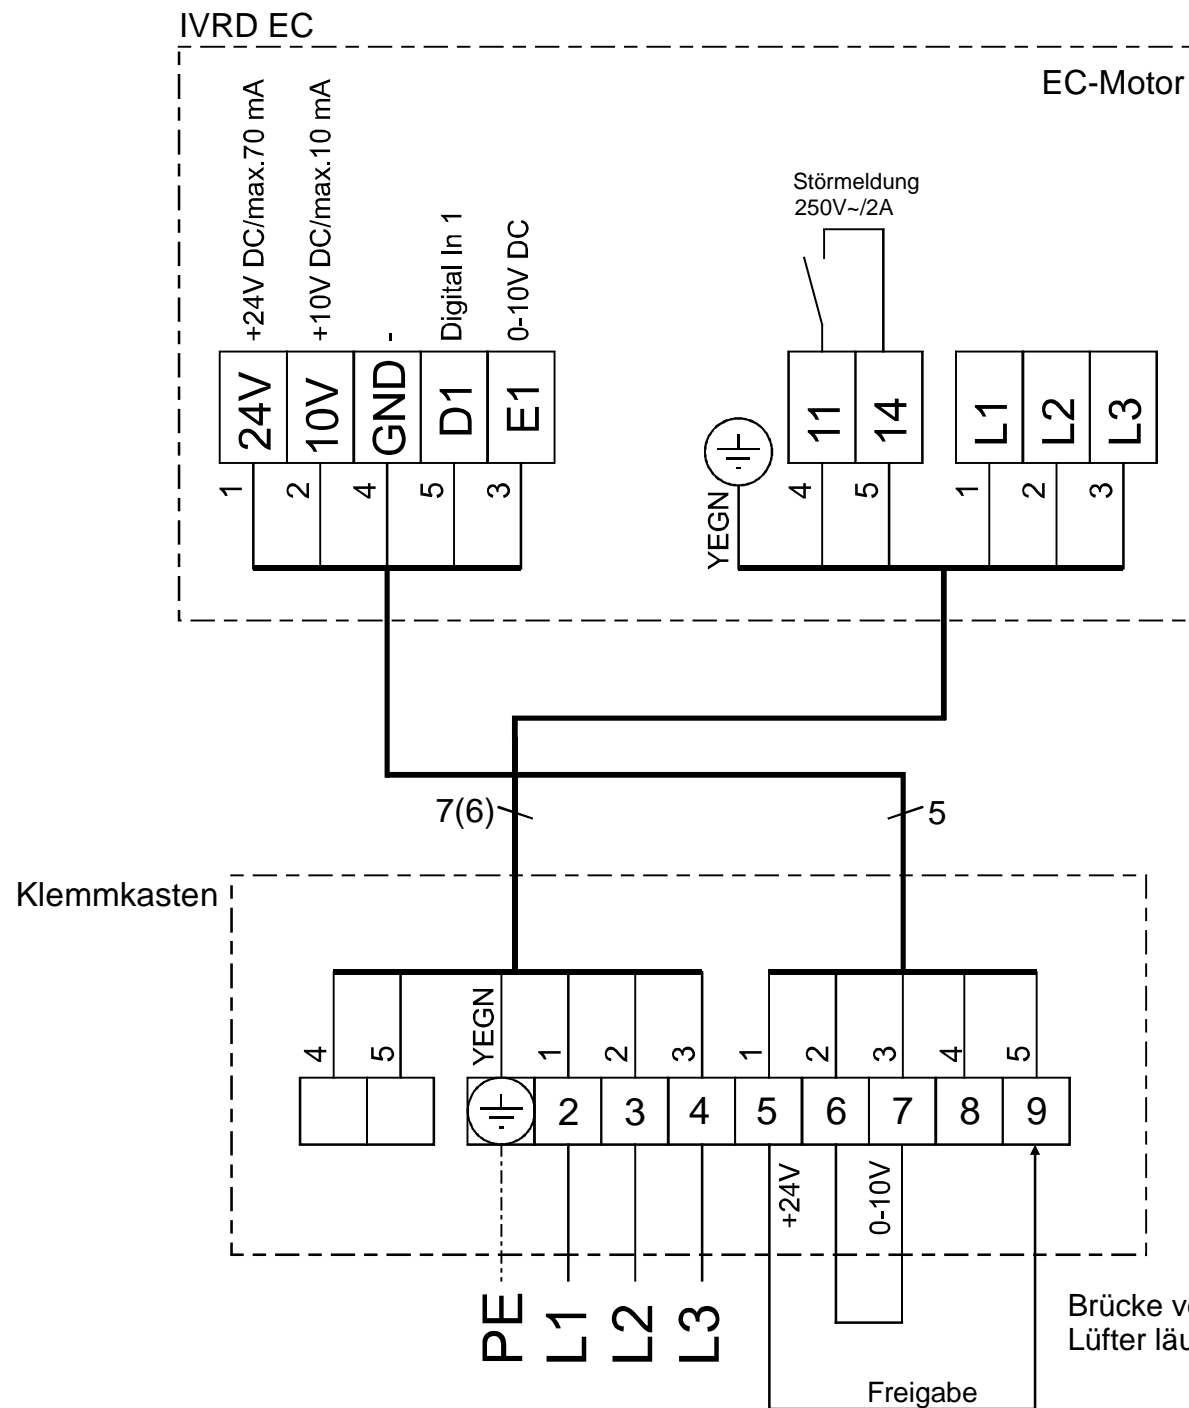 IVRD EC
EC-Motor
+24V DC/max.70 mA
+10V DC/max.10 mA
-
Digital In 1
0-10V DC
Störmeldung
250V~/2A
24V
10V
GND
D1
E1
11
14
L1
L2
L3
1
2
4
5
3
YEGN
4
5
1
2
3
7(6)
5
Klemmkasten
4
5
YEGN
1
2
3
1
2
3
4
5
2
3
4
5
6
7
8
9
+24V
0-10V
PE
L1
L2
L3
Brücke
Lüfter
Freigabe